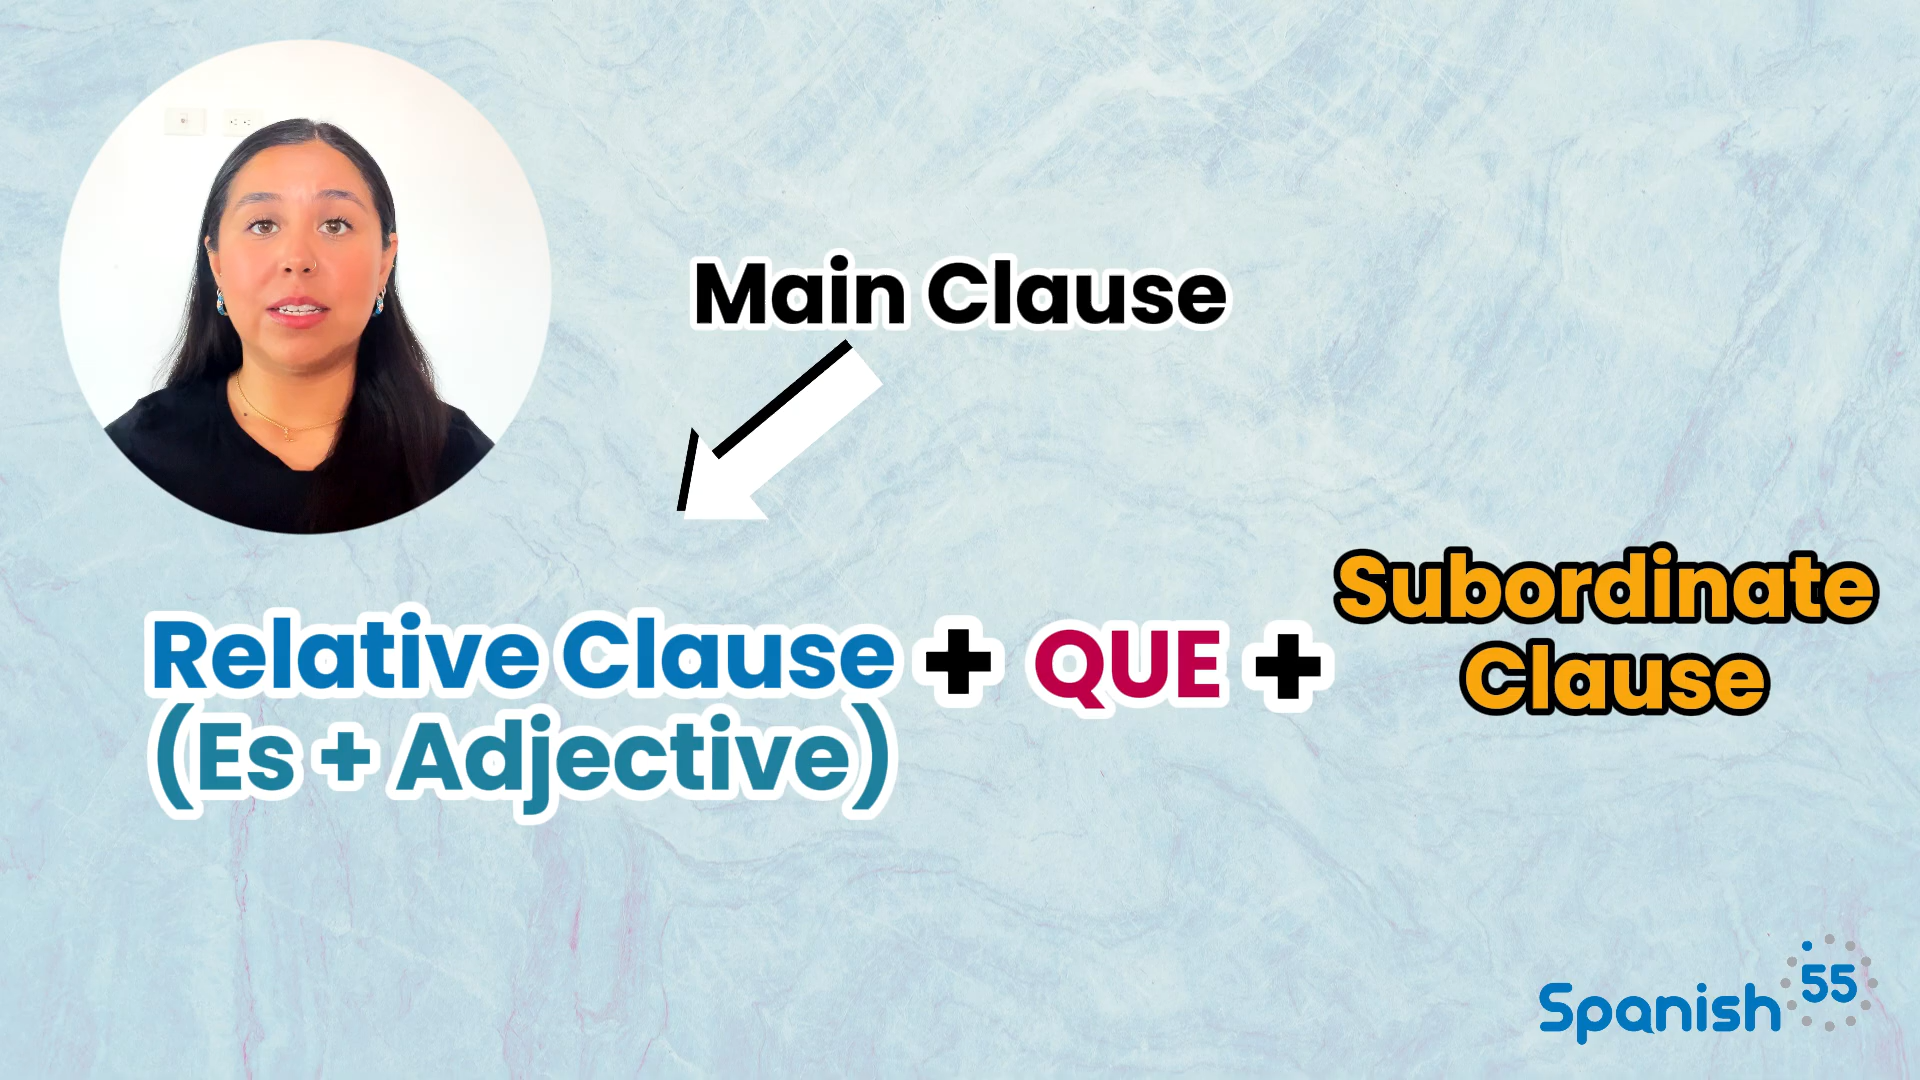 Main Clause
Relative Clause + QUE +
(Es + Adjective)
Subordinate
Clause
Spanish 55